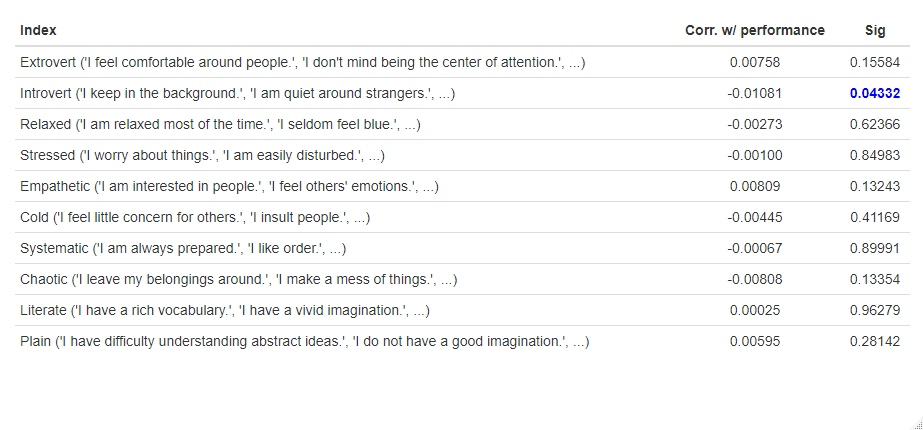 Index Corr. w/ performance Sig
Extrovert ('I feel comfortable around people.', 'I don't mind being the center of attention.', ...) 0.00758 0.15584
Introvert ('I keep in the background.', 'I am quiet around strangers.', ...) -0.01081 0.04332
Relaxed ('I am relaxed most of the time.', 'I seldom feel blue.', ...) -0.00273 0.62366
Stressed ('I worry about things.', 'I am easily disturbed.', ...) -0.00100 0.84983
Empathetic ('I am interested in people.', 'I feel others' emotions.', ...) 0.00809 0.13243
Cold ('I feel little concern for others.', 'I insult people.', ...) -0.00445 0.41169
Systematic ('I am always prepared.', 'I like order.', ...) -0.00067 0.89991
Chaotic ('I leave my belongings around.', 'I make a mess of things.', ...) -0.00808 0.13354
Literate ('I have a rich vocabulary.', 'I have a vivid imagination.', ...) 0.00025 0.96279
Plain ('I have difficulty understanding abstract ideas.', 'I do not have a good imagination.', ...) 0.00595 0.28142